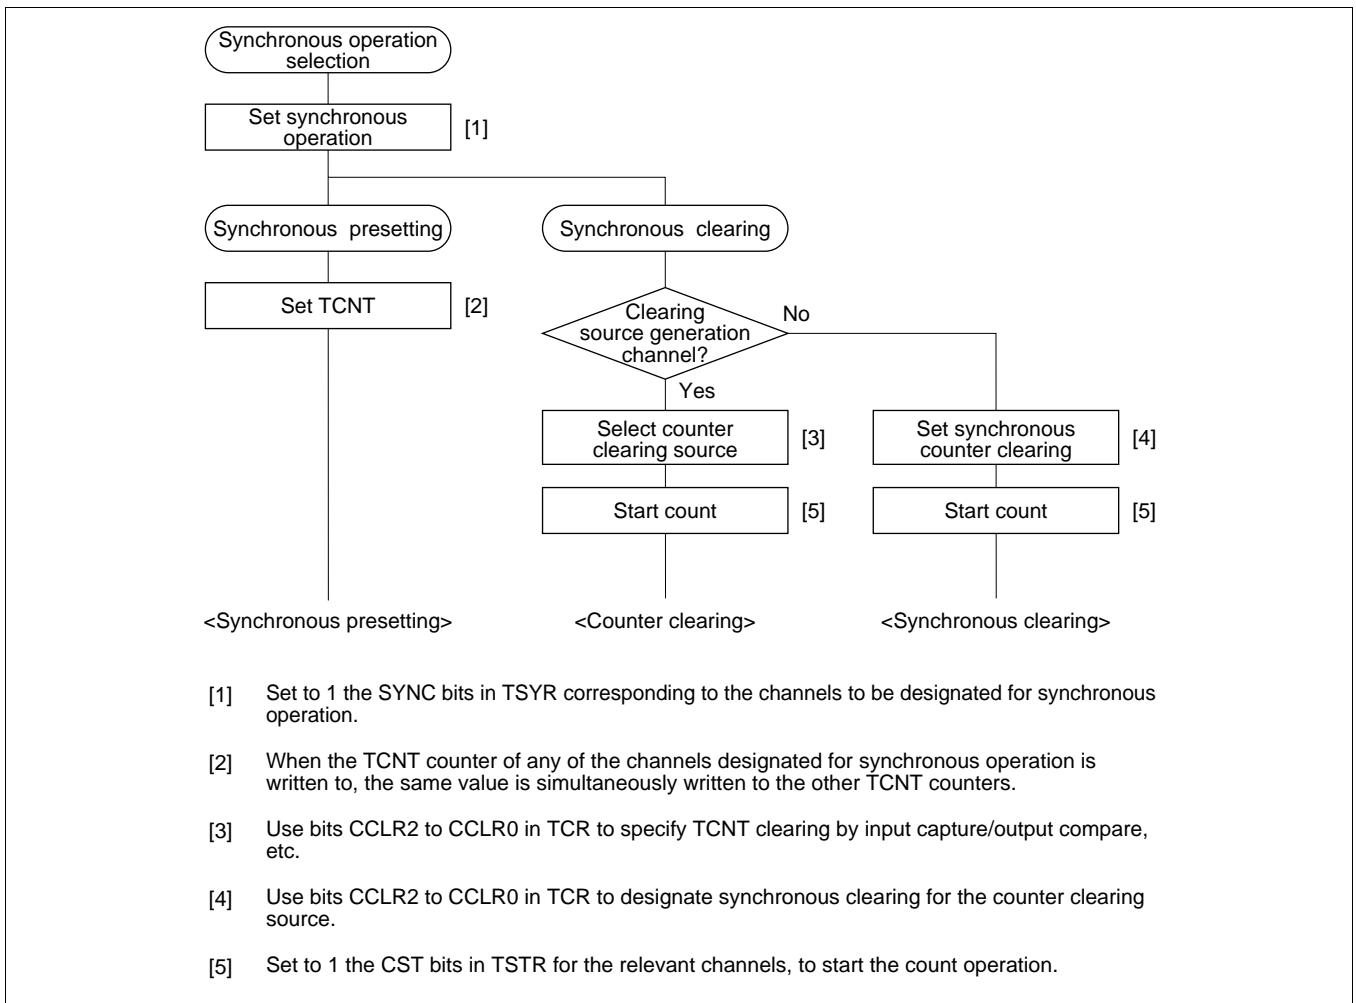 Synchronous operation
selection
Set synchronous
operation
[1]
Synchronous presetting
Synchronous clearing
Set TCNT
[2]
Clearing
source generation
channel?
No
Yes
Select counter
clearing source
[3]
Set synchronous
counter clearing
[4]
Start count
[5]
Start count
[5]
<Synchronous presetting>
<Counter clearing>
<Synchronous clearing>
[1] Set to 1 the SYNC bits in TSYR corresponding to the channels to be designated for synchronous
operation.
[2] When the TCNT counter of any of the channels designated for synchronous operation is
written to, the same value is simultaneously written to the other TCNT counters.
[3] Use bits CCLR2 to CCLR0 in TCR to specify TCNT clearing by input capture/output compare,
etc.
[4] Use bits CCLR2 to CCLR0 in TCR to designate synchronous clearing for the counter clearing
source.
[5] Set to 1 the CST bits in TSTR for the relevant channels, to start the count operation.